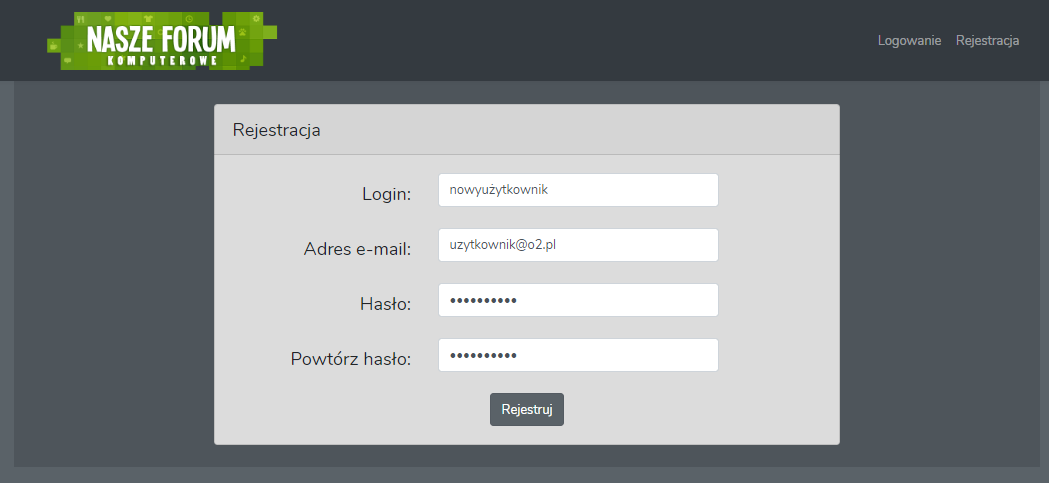 NASZE FORUM
KOMPUTEROWE
Logowanie Rejestracja
Rejestracja
Login: nowyużytkownik
Adres e-mail: uzytkownik@o2.pl
Hasło: ••••••••••
Powtórz hasło: ••••••••••
Rejestruj